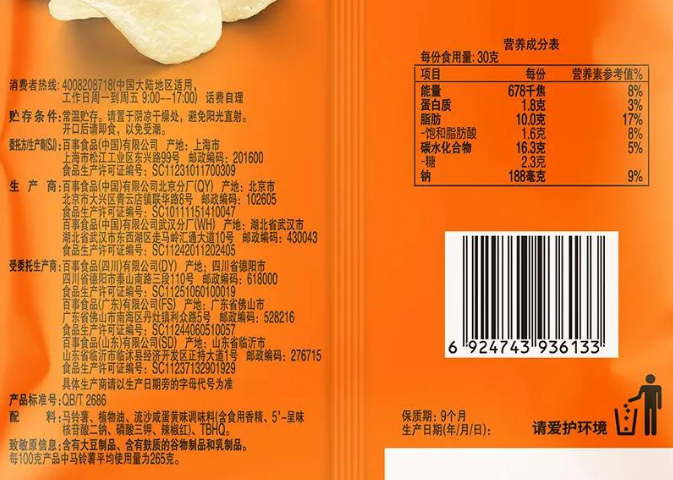 消费者热线: 4008208718(中国大陆地区适用,
工作日周一到周五 9:00--17:00) 话费自理
贮存条件:常温贮存。请置于阴凉干燥处，避免阳光直射。
开口后请即食，以免受潮。
委托方/生产商(SJ):百事食品(中国)有限公司 产地：上海市
上海市松江工业区东兴路99号 邮政编码：201600
食品生产许可证编号：SC11231011700309
生 产 商:百事食品(中国)有限公司北京分厂(QY) 产地：北京市
北京市大兴区青云店镇联华路8号 邮政编码：102605
食品生产许可证编号：SC10111151410047
百事食品(中国)有限公司武汉分厂(WH) 产地：湖北省武汉市
湖北省武汉市东西湖区走马岭汇通大道10号 邮政编码：430043
食品生产许可证编号：SC11242011202405
受委托生产商:百事食品(四川)有限公司(DY) 产地：四川省德阳市
四川省德阳市泰山南路三段110号 邮政编码：618000
食品生产许可证编号：SC11251060100019
百事食品(广东)有限公司(FS) 产地：广东省佛山市
广东省佛山市南海区丹灶镇利众路5号 邮政编码：528216
食品生产许可证编号：SC11244060510057
百事食品(山东)有限公司(SD) 产地：山东省临沂市
山东省临沂市临沭县经济开发区正持大道1号 邮政编码：276715
食品生产许可证编号：SC11237132901929
具体生产商请以生产日期旁的字母代号为准
产品标准号:QB/T 2686
配 料:马铃薯、植物油、流沙咸蛋黄味调味料(含食用香精、5'-呈味
核苷酸二钠、磷酸三钾、辣椒红)、TBHQ。
致敏原信息:含有大豆制品、含有麸质的谷物制品和乳制品。
每100克产品中马铃薯平均使用量为265克。
营养成分表
每份食用量: 30克
项目 每份 营养素参考值%
能量 678千焦 8%
蛋白质 1.8克 3%
脂肪 10.0克 17%
-饱和脂肪酸 1.6克 8%
碳水化合物 16.3克 5%
-糖 2.3克
钠 188毫克 9%
6 924743 936133
保质期: 9个月
生产日期(年/月/日):
请爱护环境